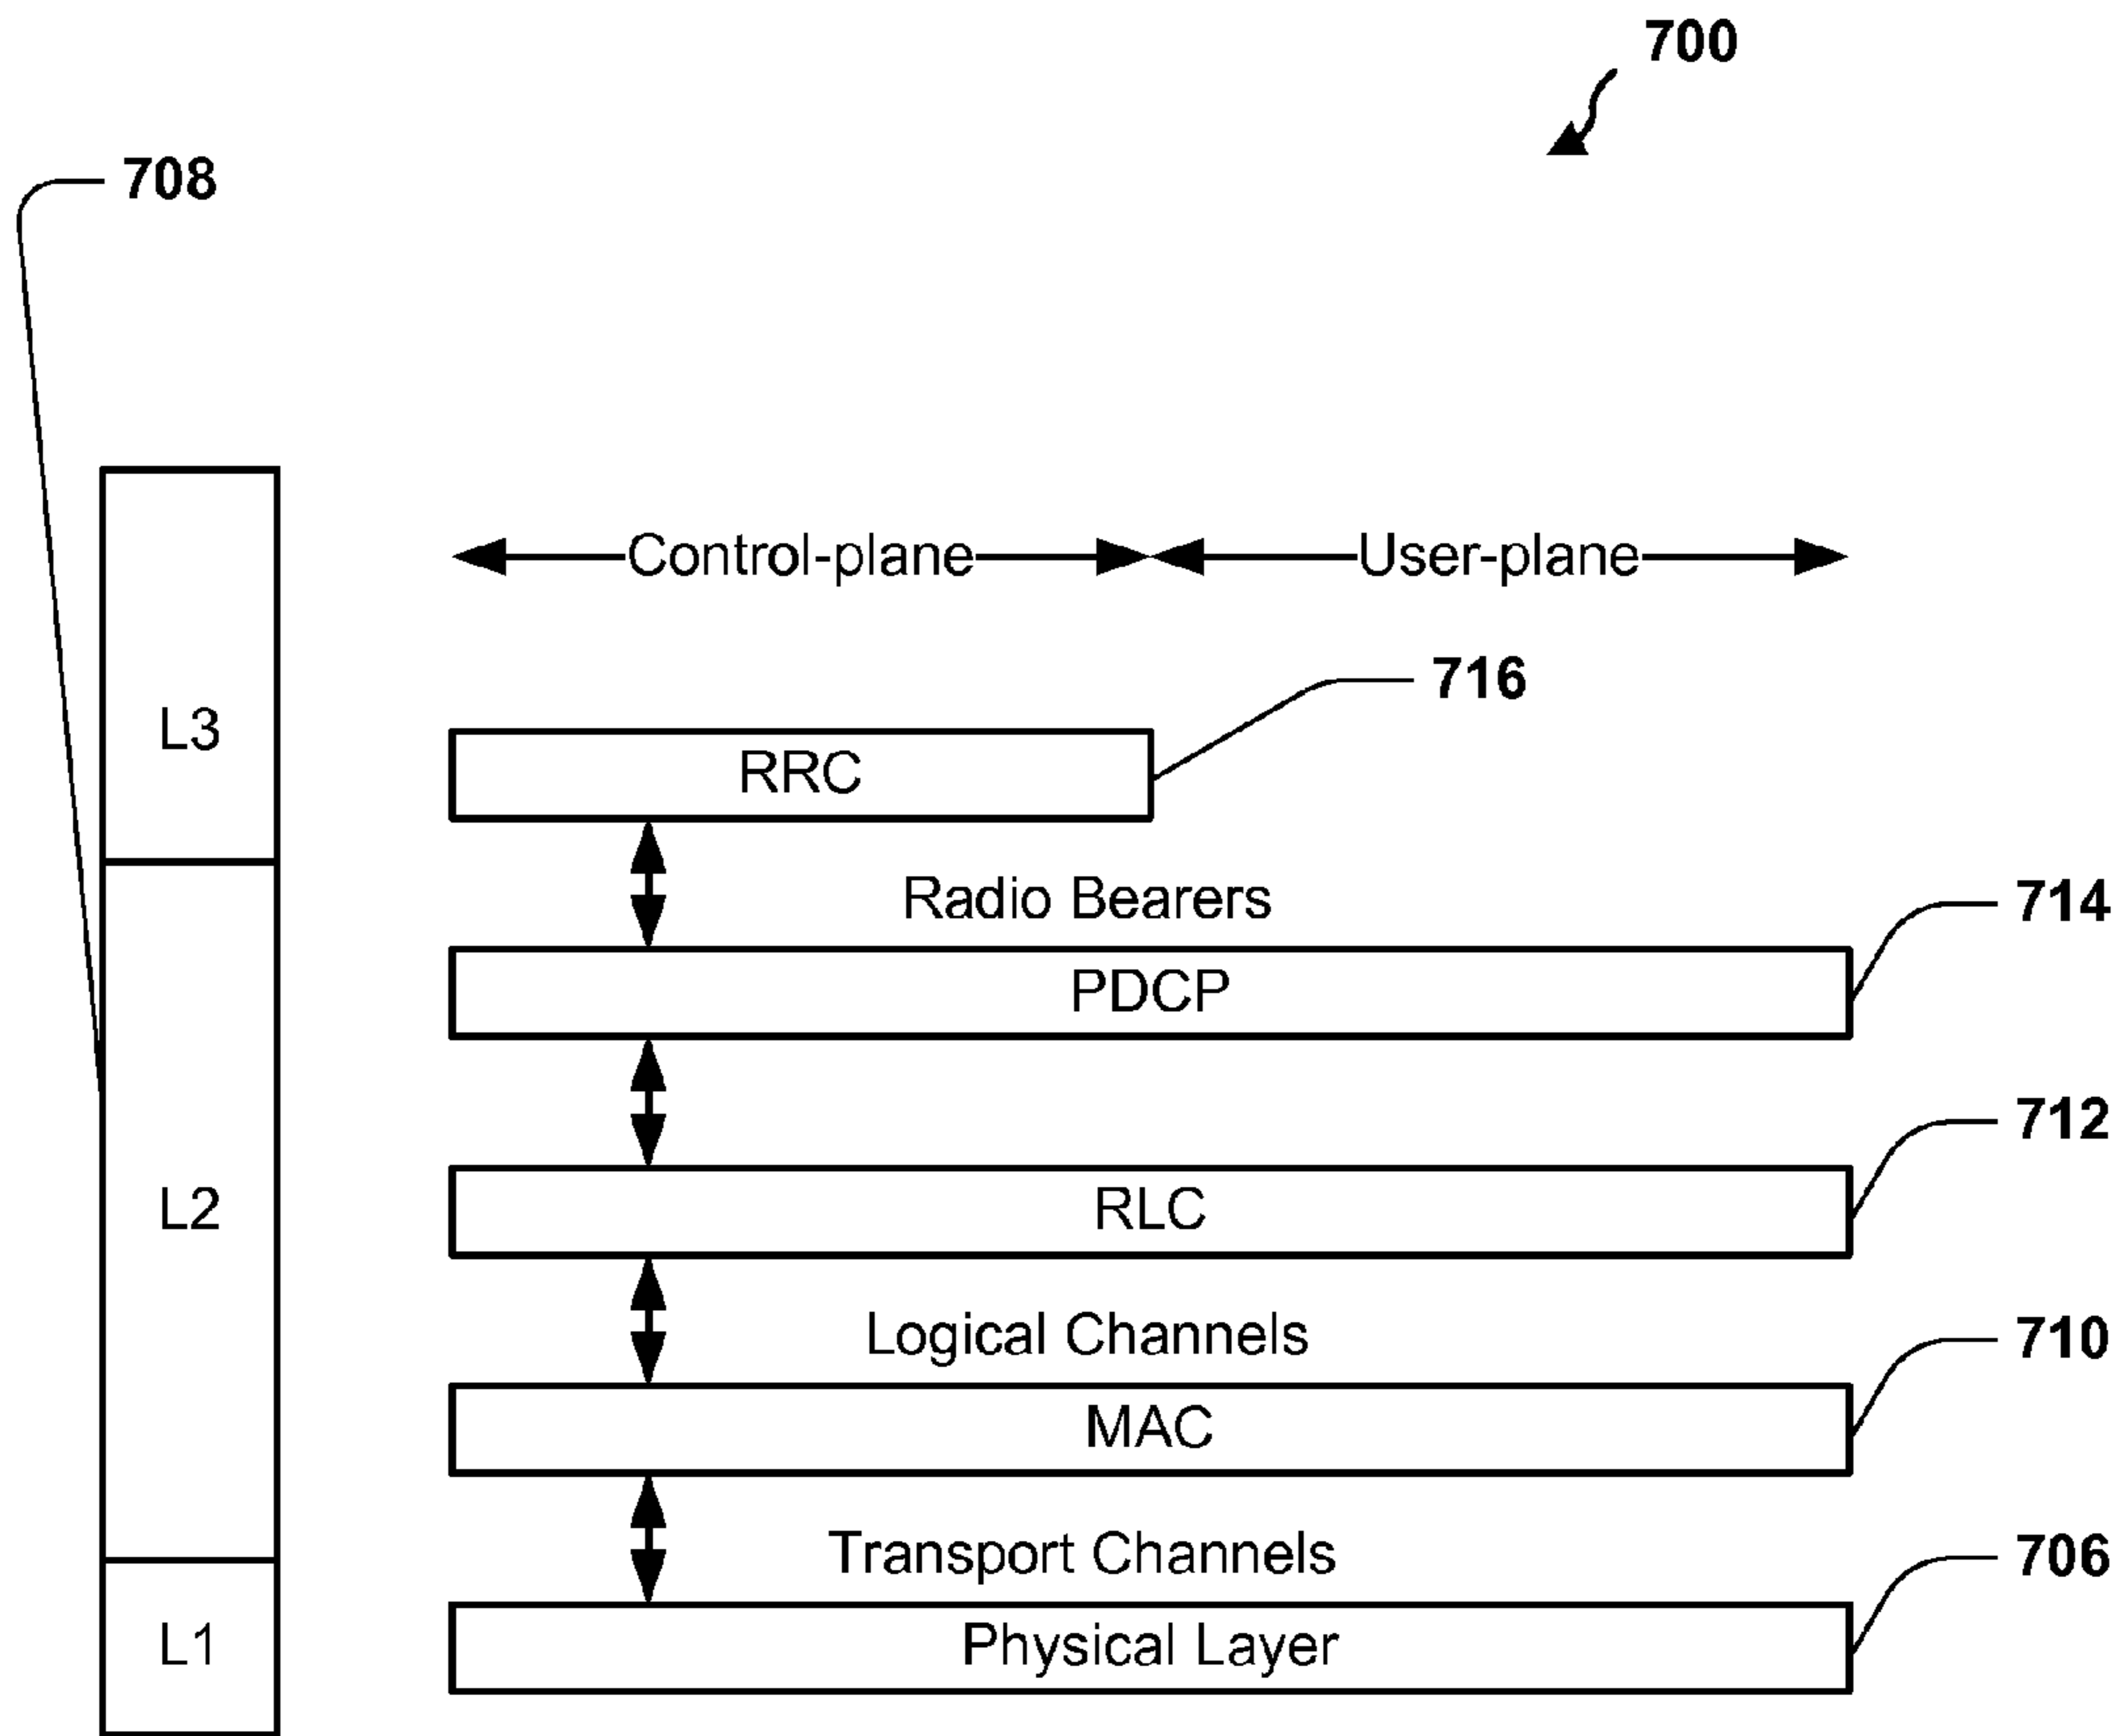 700
708
Control-plane User-plane
716
L3
RRC
Radio Bearers
714
PDCP
712
L2
RLC
Logical Channels
710
MAC
Transport Channels
706
L1
Physical Layer